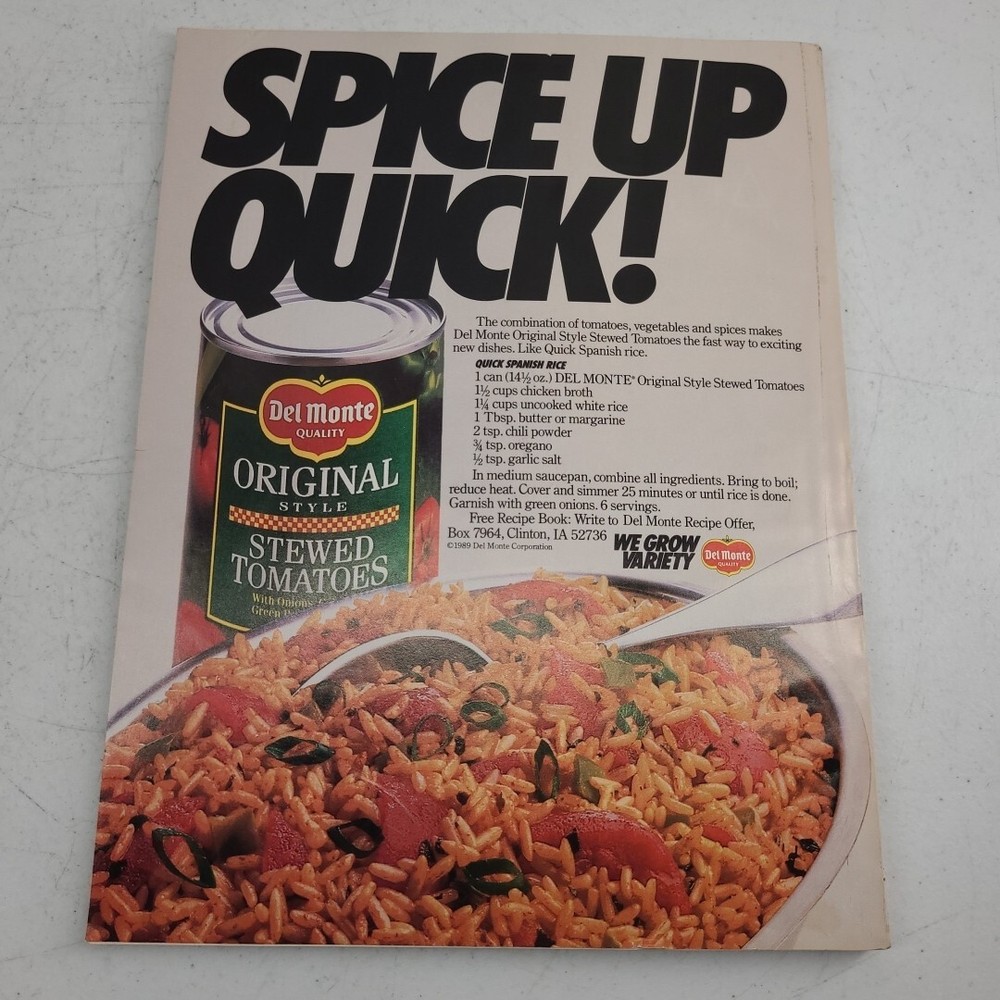 SPICE UP
QUICK!
The combination of tomatoes, vegetables and spices makes
Del Monte Original Style Stewed Tomatoes the fast way to exciting
new dishes. Like Quick Spanish rice.
QUICK SPANISH RICE
1 can (14½ oz.) DEL MONTE® Original Style Stewed Tomatoes
1½ cups chicken broth
1¼ cups uncooked white rice
1 Tbsp. butter or margarine
2 tsp. chili powder
¾ tsp. oregano
½ tsp. garlic salt
In medium saucepan, combine all ingredients. Bring to boil;
reduce heat. Cover and simmer 25 minutes or until rice is done.
Garnish with green onions. 6 servings.
Free Recipe Book: Write to Del Monte Recipe Offer,
Box 7964, Clinton, IA 52736
©1989 Del Monte Corporation
WE GROW
VARIETY
Del Monte
QUALITY
Del Monte
QUALITY
ORIGINAL
STYLE
STEWED
TOMATOES
With Onions
Green